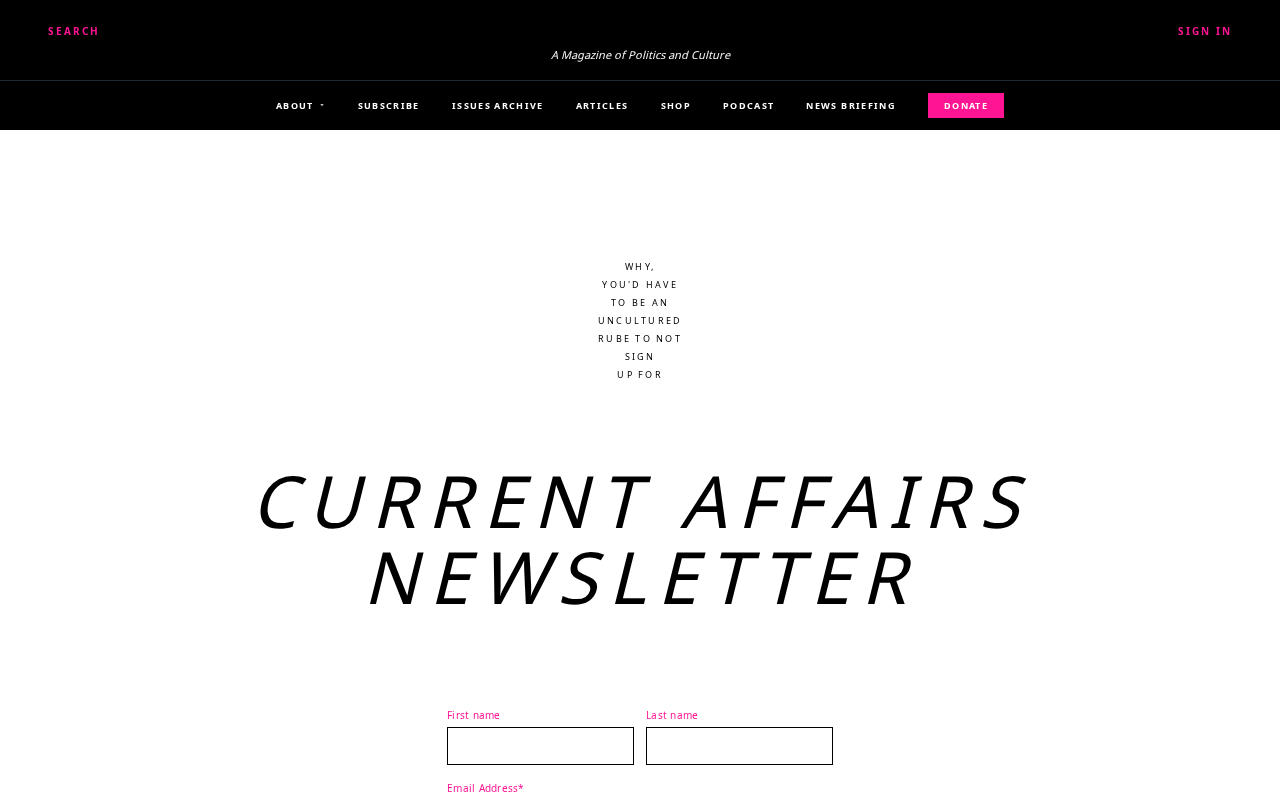 SEARCH
SIGN IN
A Magazine of Politics and Culture
ABOUT
SUBSCRIBE
ISSUES ARCHIVE
ARTICLES
SHOP
PODCAST
NEWS BRIEFING
DONATE
WHY,
YOU'D HAVE
TO BE AN
UNCULTURED
RUBE TO NOT
SIGN
UP FOR
CURRENT AFFAIRS
NEWSLETTER
First name
Last name
Email Address*